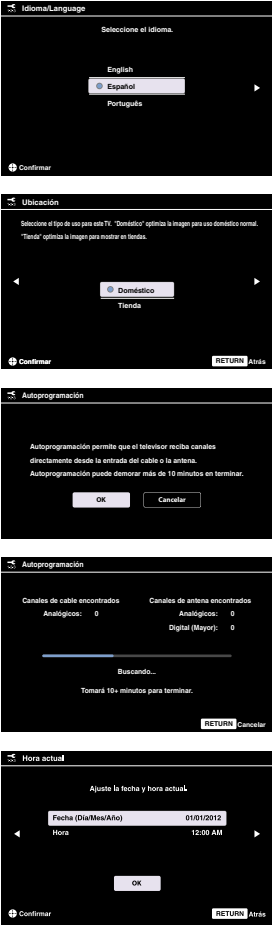 Idioma/Language
Seleccione el idioma.
English
Español
Português
Confirmar
Ubicación
Seleccione el tipo de uso para este TV. "Doméstico" optimiza la imagen para uso doméstico normal.
"Tienda" optimiza la imagen para mostrar en tiendas.
Doméstico
Tienda
Confirmar
RETURN Atrás
Autoprogramación
Autoprogramación permite que el televisor reciba canales
directamente desde la entrada del cable o la antena.
Autoprogramación puede demorar más de 10 minutos en terminar.
OK Cancelar
Autoprogramación
Canales de cable encontrados Canales de antena encontrados
Analógicos: 0 Analógicos: 0
Digital (Mayor): 0
Buscando...
Tomará 10+ minutos para terminar.
RETURN Cancelar
Hora actual
Ajuste la fecha y hora actual.
Fecha (Día/Mes/Año) 01/01/2012
Hora 12:00 AM
OK
Confirmar RETURN Atrás